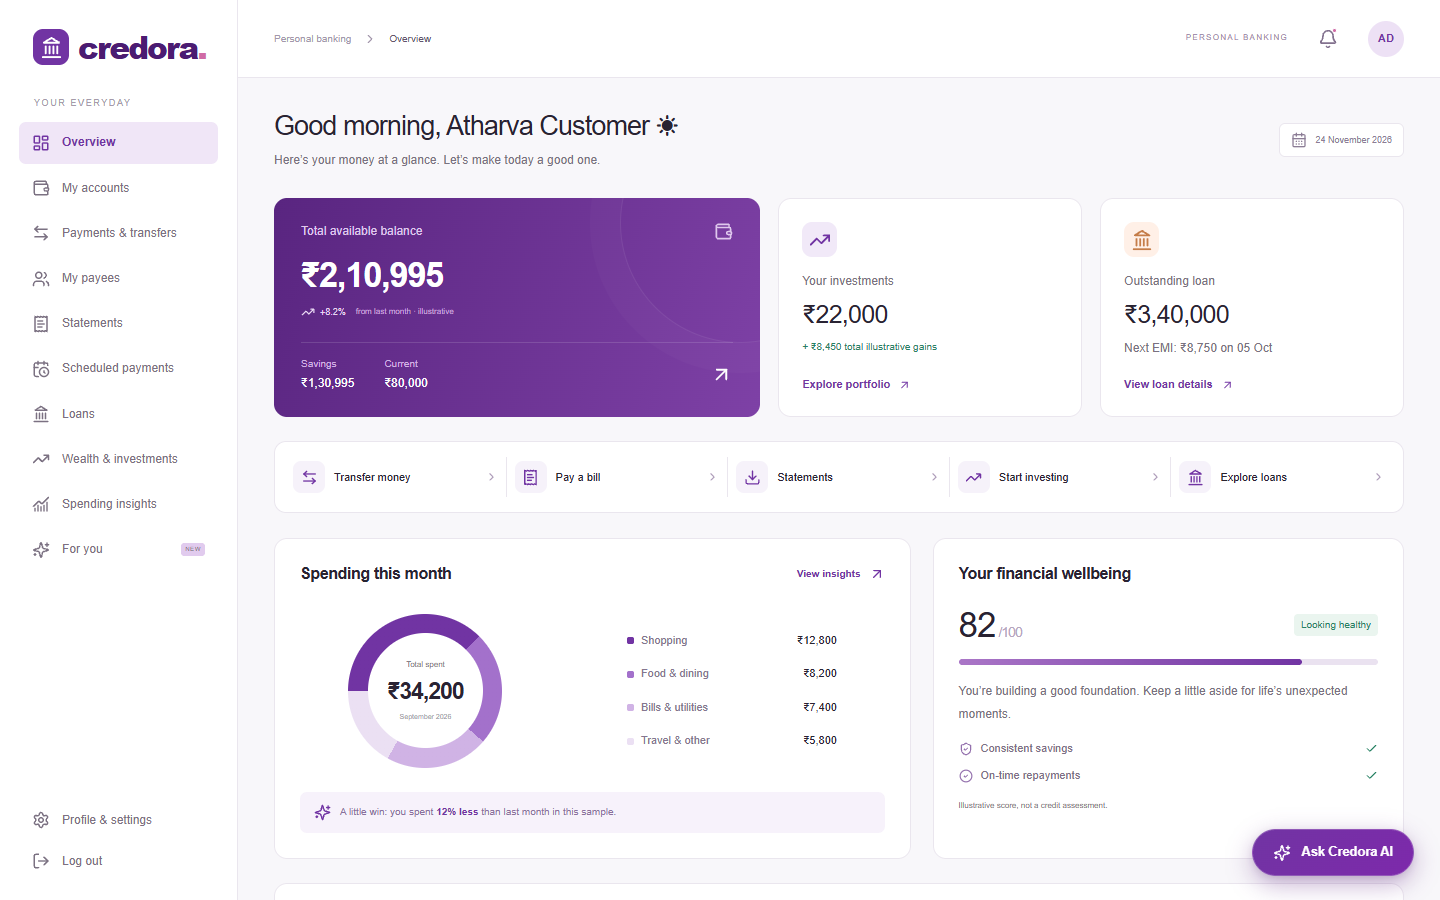 credora.
YOUR EVERYDAY
Overview
My accounts
Payments & transfers
My payees
Statements
Scheduled payments
Loans
Wealth & investments
Spending insights
For you NEW
Profile & settings
Log out
Personal banking > Overview
PERSONAL BANKING
AD
Good morning, Atharva Customer ☀
Here's your money at a glance. Let's make today a good one.
24 November 2026
Total available balance
₹2,10,995
+8.2% from last month · illustrative
Savings Current
₹1,30,995 ₹80,000
Your investments
₹22,000
+ ₹8,450 total illustrative gains
Explore portfolio
Outstanding loan
₹3,40,000
Next EMI: ₹8,750 on 05 Oct
View loan details
Transfer money
Pay a bill
Statements
Start investing
Explore loans
Spending this month
View insights
Total spent
₹34,200
September 2026
Shopping ₹12,800
Food & dining ₹8,200
Bills & utilities ₹7,400
Travel & other ₹5,800
A little win: you spent 12% less than last month in this sample.
Your financial wellbeing
82 /100
Looking healthy
You're building a good foundation. Keep a little aside for life's unexpected
moments.
Consistent savings
On-time repayments
Illustrative score, not a credit assessment.
Ask Credora AI